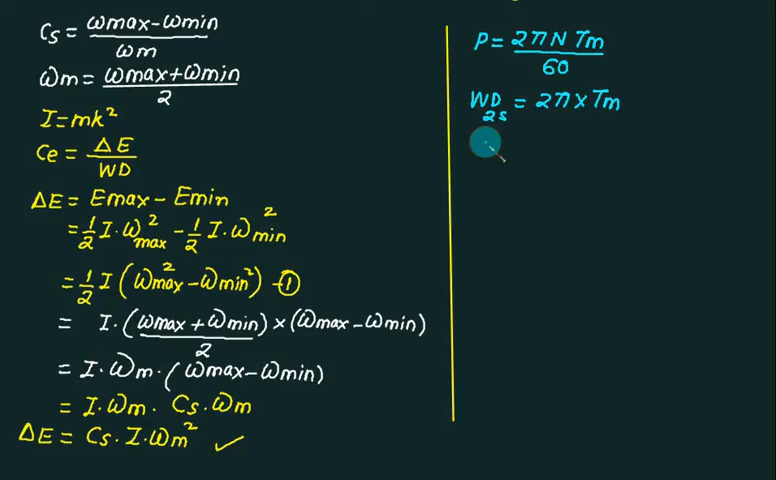 Cs = ωmax-ωmin / ωm
ωm = ωmax+ωmin / 2
I=mk²
Ce = ΔE / WD
ΔE = Emax - Emin
= 1/2 I·ω²max - 1/2 I·ω²min
= 1/2 I (ω²max - ωmin²) -①
= I·(ωmax+ωmin)/2 × (ωmax-ωmin)
= I·ωm·(ωmax-ωmin)
= I·ωm· Cs·ωm
ΔE = Cs·I·ωm² ✓
P = 2πN Tm / 60
WD 2s = 2π×Tm